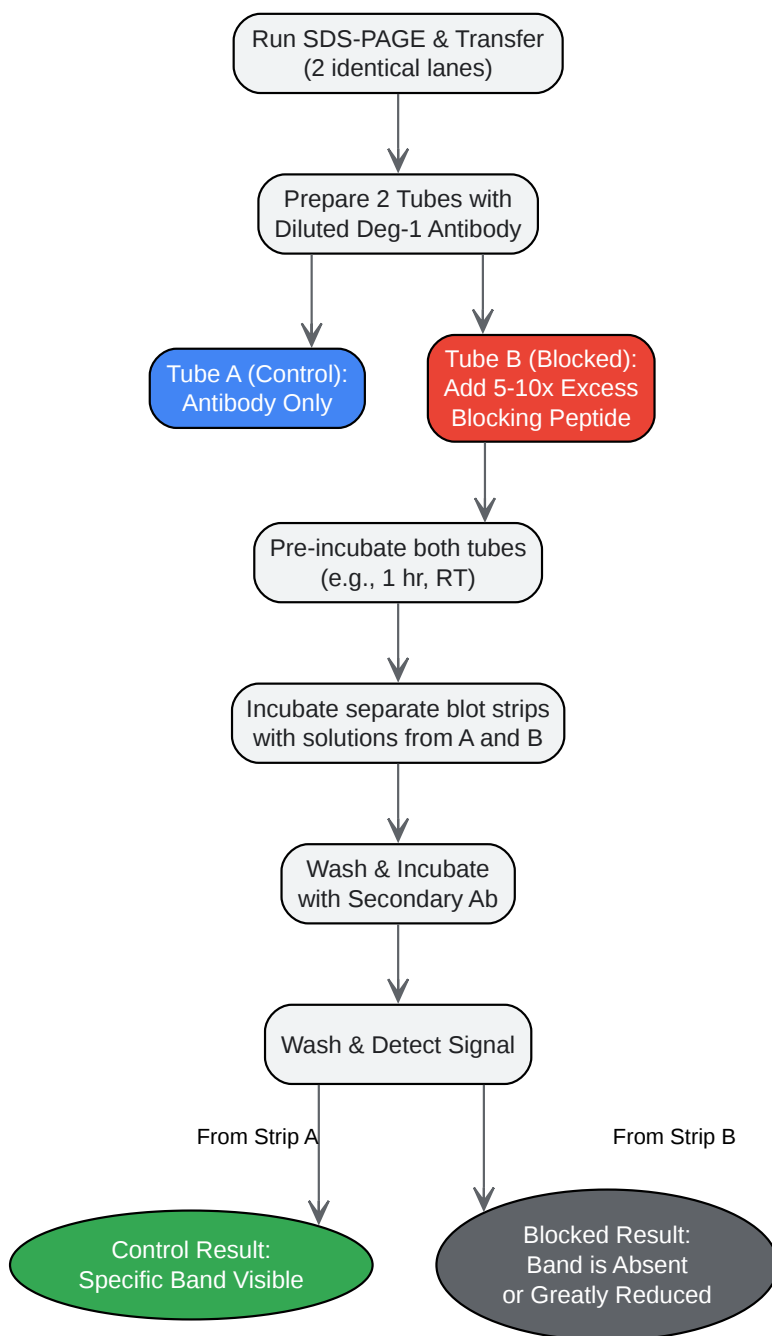 Run SDS-PAGE & Transfer
(2 identical lanes)
Prepare 2 Tubes with
Diluted Deg-1 Antibody
Tube A (Control):
Antibody Only
Tube B (Blocked):
Add 5-10x Excess
Blocking Peptide
Pre-incubate both tubes
(e.g., 1 hr, RT)
Incubate separate blot strips
with solutions from A and B
Wash & Incubate
with Secondary Ab
Wash & Detect Signal
From Strip A
From Strip B
Control Result:
Specific Band Visible
Blocked Result:
Band is Absent
or Greatly Reduced